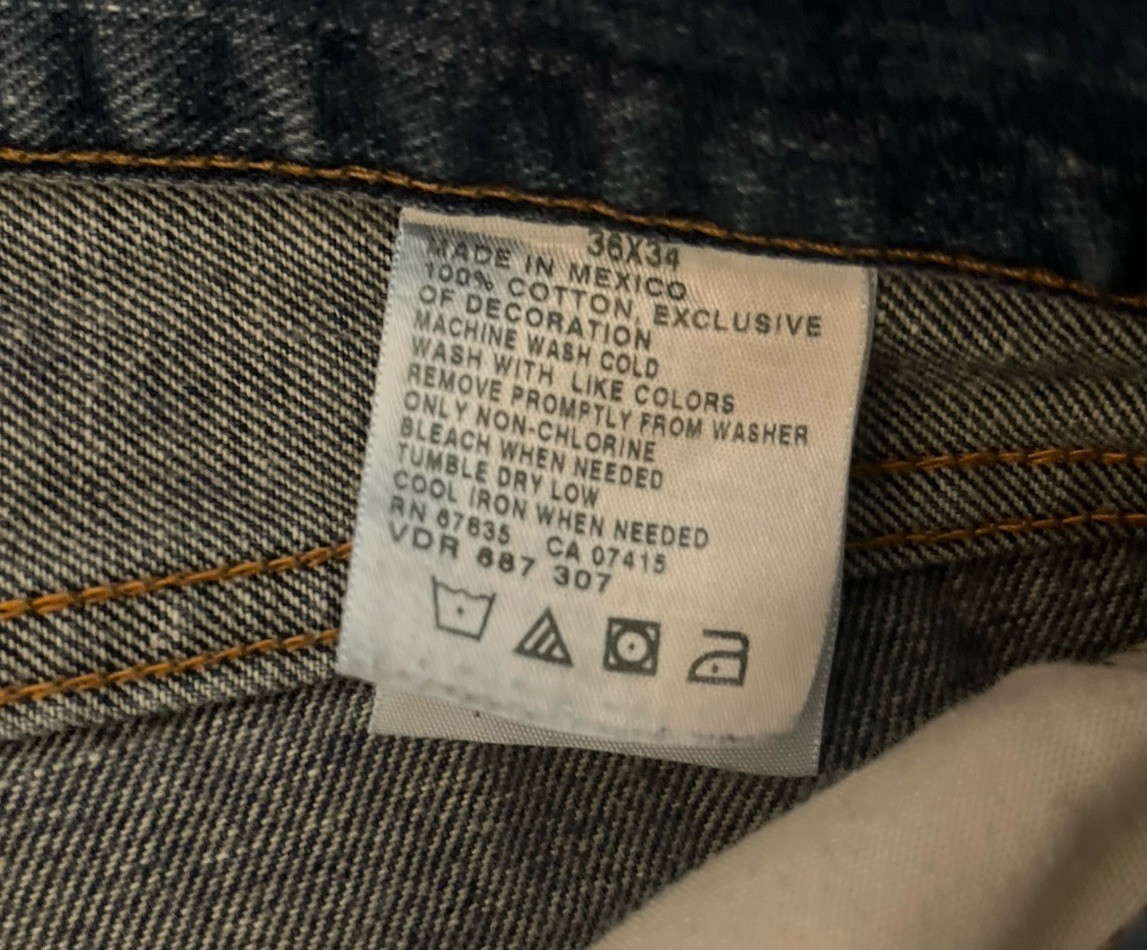 36X34
MADE IN MEXICO
100% COTTON, EXCLUSIVE
OF DECORATION
MACHINE WASH COLD
WASH WITH LIKE COLORS
REMOVE PROMPTLY FROM WASHER
ONLY NON-CHLORINE
BLEACH WHEN NEEDED
TUMBLE DRY LOW
COOL IRON WHEN NEEDED
RN 67835 CA 07415
VDR 887 307